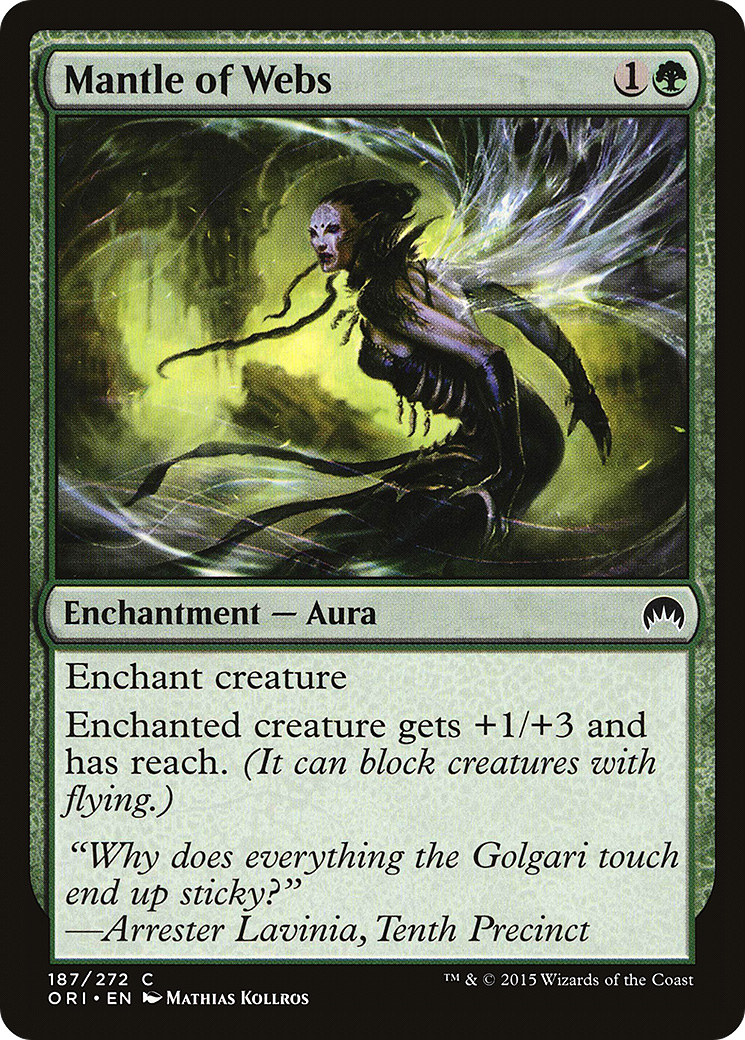 Mantle of Webs 1
Enchantment — Aura
Enchant creature
Enchanted creature gets +1/+3 and
has reach. (It can block creatures with
flying.)
“Why does everything the Golgari touch
end up sticky?”
—Arrester Lavinia, Tenth Precinct
187/272 C
™ & © 2015 Wizards of the Coast
ORI • EN Mathias Kollros